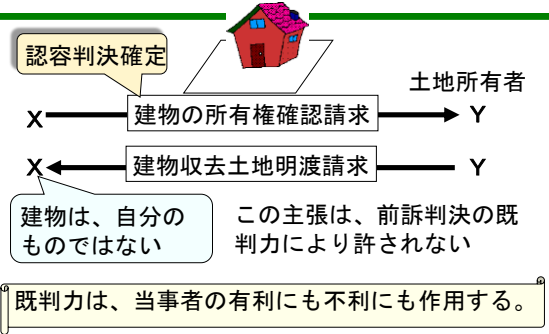 認容判決確定
土地所有者
X 建物の所有権確認請求 Y
X 建物収去土地明渡請求 Y
建物は、自分の
ものではない
この主張は、前訴判決の既
判力により許されない
既判力は、当事者の有利にも不利にも作用する。